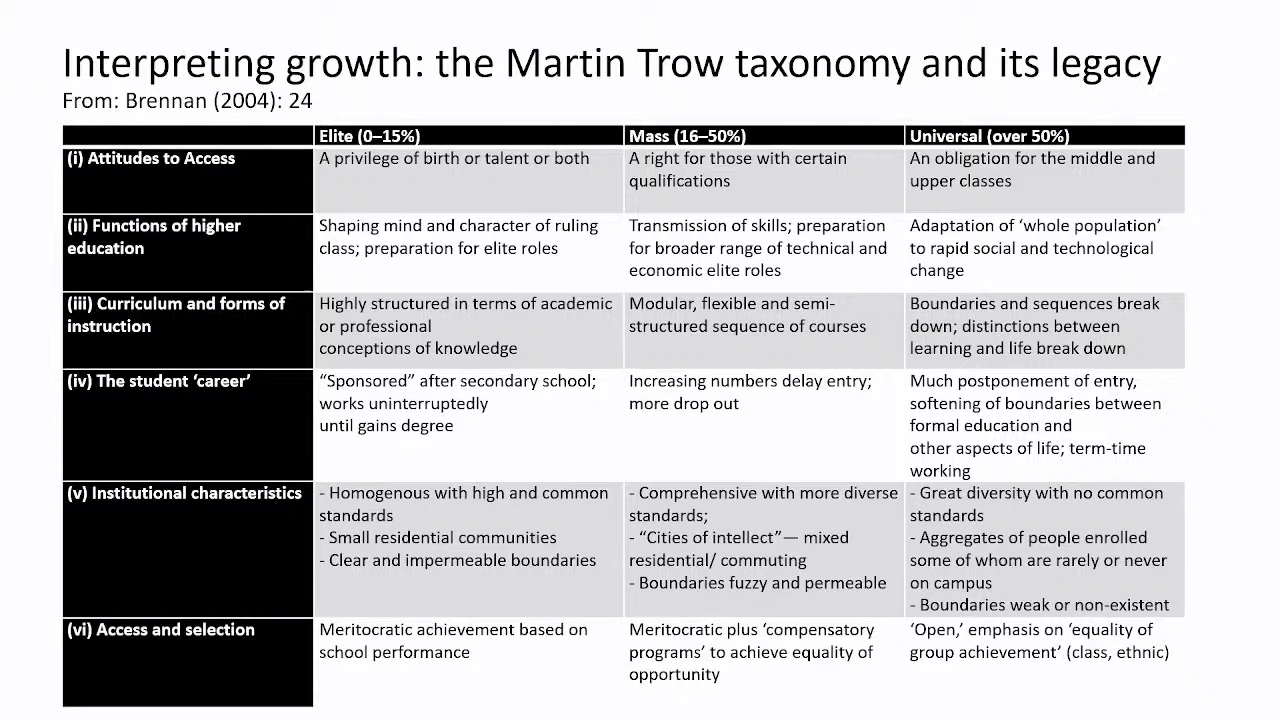 Interpreting growth: the Martin Trow taxonomy and its legacy
From: Brennan (2004): 24
Elite (0–15%)
Mass (16–50%)
Universal (over 50%)
(i) Attitudes to Access
A privilege of birth or talent or both
A right for those with certain
qualifications
An obligation for the middle and
upper classes
(ii) Functions of higher
education
Shaping mind and character of ruling
class; preparation for elite roles
Transmission of skills; preparation
for broader range of technical and
economic elite roles
Adaptation of ‘whole population’
to rapid social and technological
change
(iii) Curriculum and forms of
instruction
Highly structured in terms of academic
or professional
conceptions of knowledge
Modular, flexible and semi-
structured sequence of courses
Boundaries and sequences break
down; distinctions between
learning and life break down
(iv) The student ‘career’
“Sponsored” after secondary school;
works uninterruptedly
until gains degree
Increasing numbers delay entry;
more drop out
Much postponement of entry,
softening of boundaries between
formal education and
other aspects of life; term-time
working
(v) Institutional characteristics
- Homogenous with high and common
standards
- Small residential communities
- Clear and impermeable boundaries
- Comprehensive with more diverse
standards;
- “Cities of intellect”— mixed
residential/ commuting
- Boundaries fuzzy and permeable
- Great diversity with no common
standards
- Aggregates of people enrolled
some of whom are rarely or never
on campus
- Boundaries weak or non-existent
(vi) Access and selection
Meritocratic achievement based on
school performance
Meritocratic plus ‘compensatory
programs’ to achieve equality of
opportunity
‘Open,’ emphasis on ‘equality of
group achievement’ (class, ethnic)